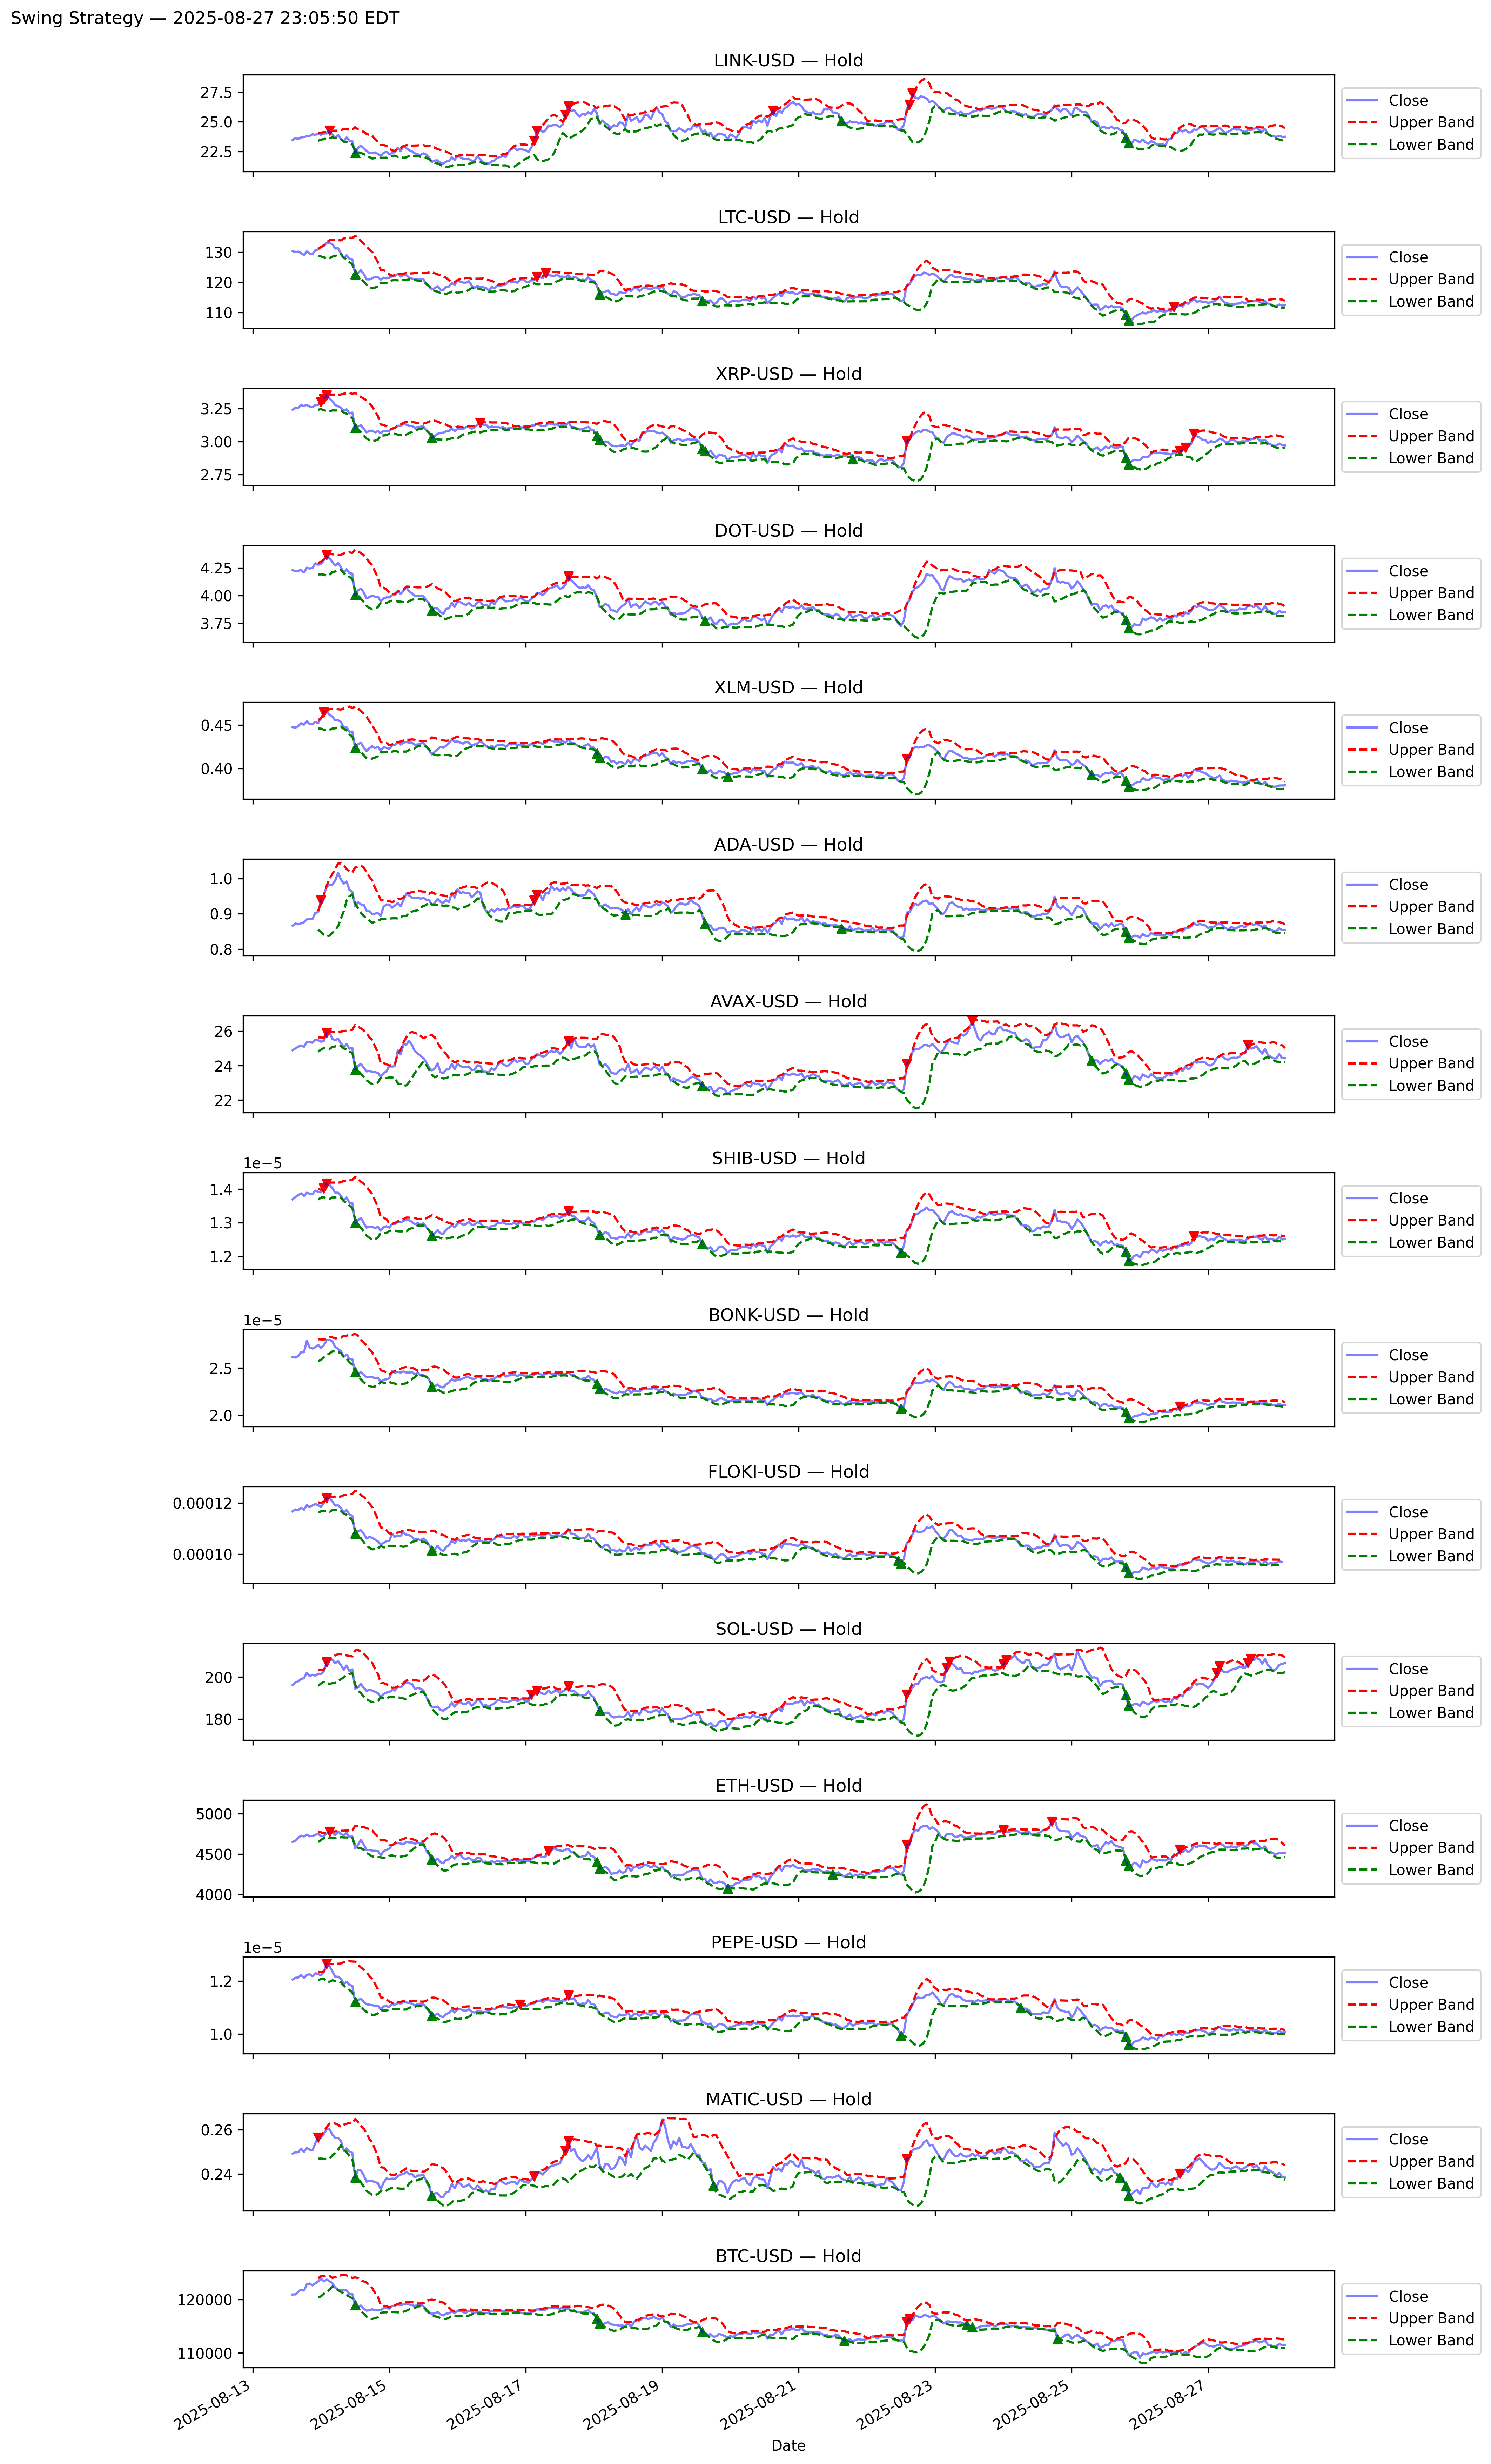 Swing Strategy — 2025-08-27 23:05:50 EDT
LINK-USD — Hold
27.5
25.0
22.5
Close
Upper Band
Lower Band
LTC-USD — Hold
130
120
110
Close
Upper Band
Lower Band
XRP-USD — Hold
3.25
3.00
2.75
Close
Upper Band
Lower Band
DOT-USD — Hold
4.25
4.00
3.75
Close
Upper Band
Lower Band
XLM-USD — Hold
0.45
0.40
Close
Upper Band
Lower Band
ADA-USD — Hold
1.0
0.9
0.8
Close
Upper Band
Lower Band
AVAX-USD — Hold
26
24
22
Close
Upper Band
Lower Band
SHIB-USD — Hold
1e−5
1.4
1.3
1.2
Close
Upper Band
Lower Band
BONK-USD — Hold
1e−5
2.5
2.0
Close
Upper Band
Lower Band
FLOKI-USD — Hold
0.00012
0.00010
Close
Upper Band
Lower Band
SOL-USD — Hold
200
180
Close
Upper Band
Lower Band
ETH-USD — Hold
5000
4500
4000
Close
Upper Band
Lower Band
PEPE-USD — Hold
1e−5
1.2
1.0
Close
Upper Band
Lower Band
MATIC-USD — Hold
0.26
0.24
Close
Upper Band
Lower Band
BTC-USD — Hold
120000
110000
Close
Upper Band
Lower Band
2025-08-13
2025-08-15
2025-08-17
2025-08-19
2025-08-21
2025-08-23
2025-08-25
2025-08-27
Date